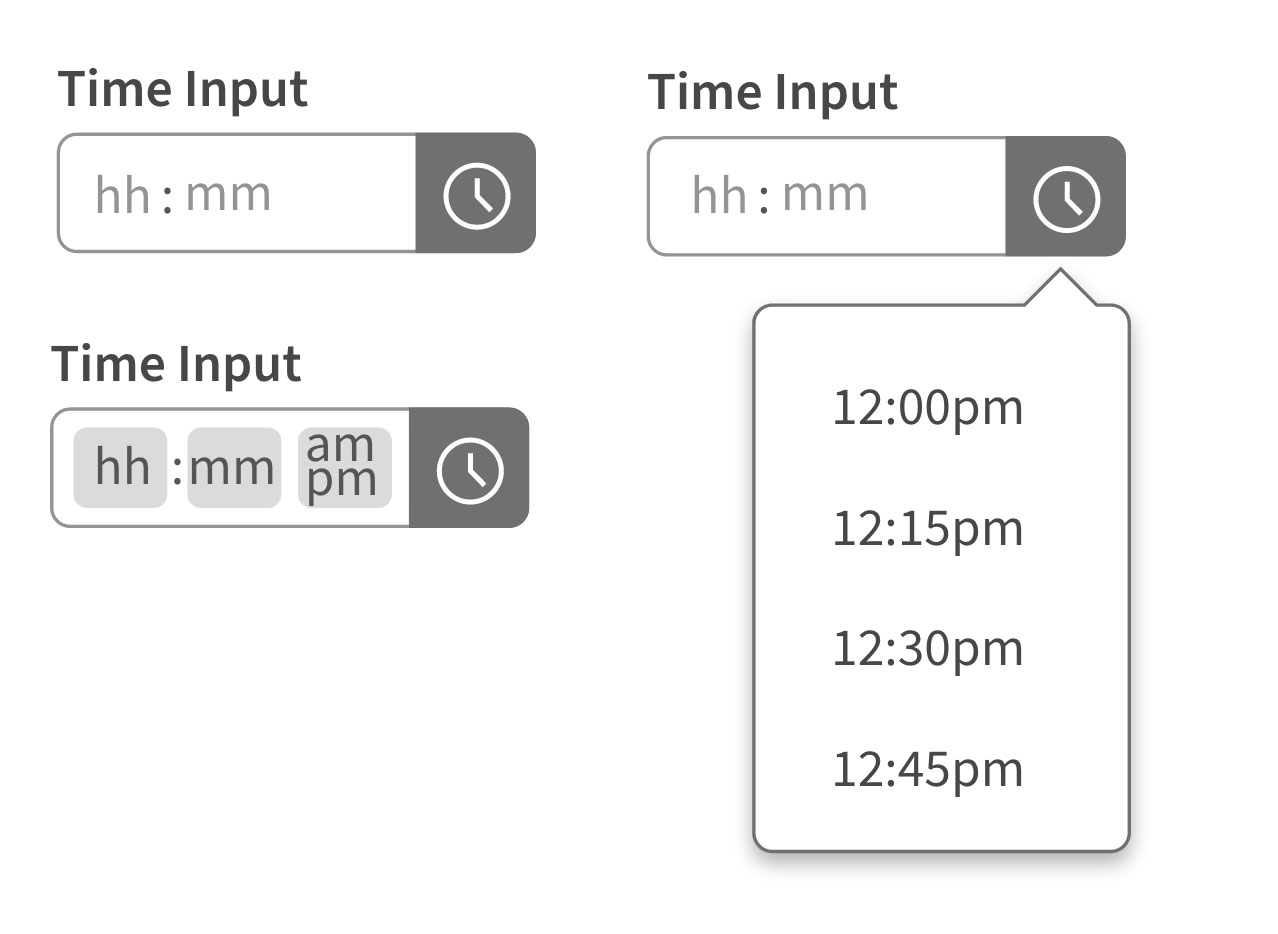 Time Input
hh : mm
Time Input
hh : mm am
pm
Time Input
hh : mm
12:00pm
12:15pm
12:30pm
12:45pm